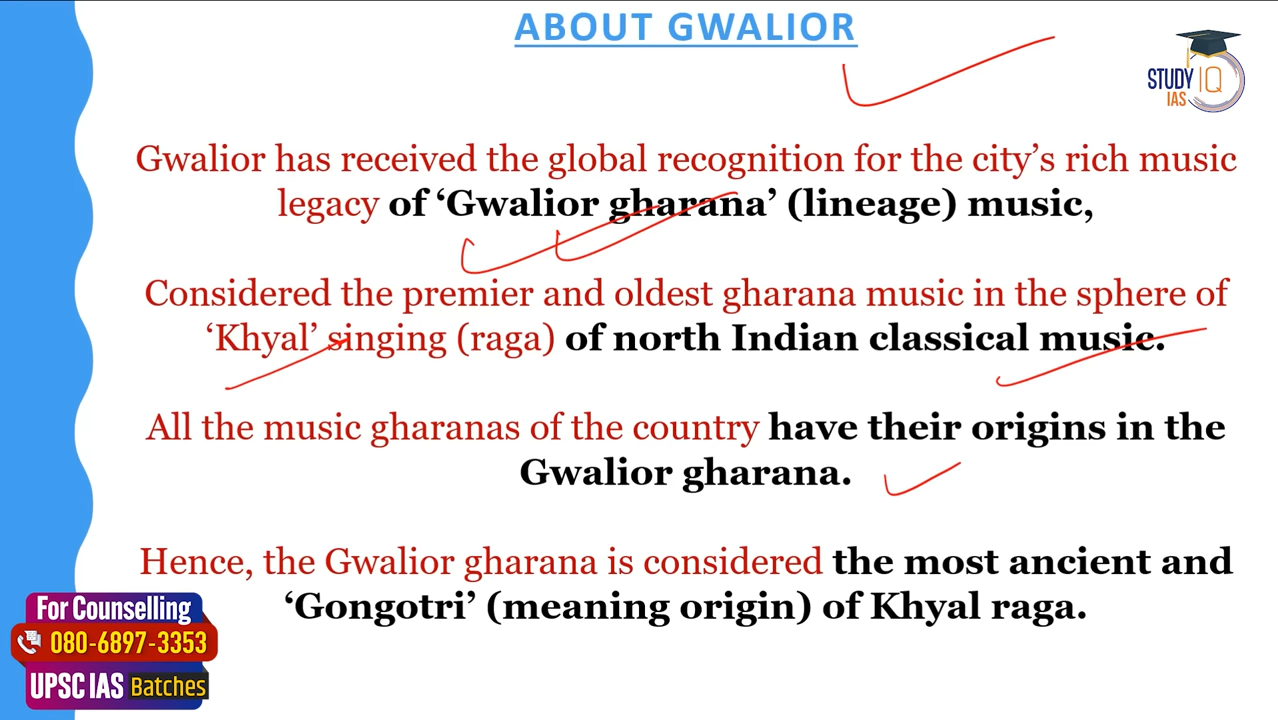 ABOUT GWALIOR
STUDY IQ
IAS
Gwalior has received the global recognition for the city's rich music
legacy of 'Gwalior gharana' (lineage) music,
Considered the premier and oldest gharana music in the sphere of
'Khyal' singing (raga) of north Indian classical music.
All the music gharanas of the country have their origins in the
Gwalior gharana.
Hence, the Gwalior gharana is considered the most ancient and
'Gongotri' (meaning origin) of Khyal raga.
For Counselling
080-6897-3353
UPSC IAS Batches